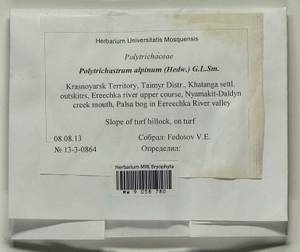 Herbarium Universitatis Mosquensis
Polytrichaceae
Polytrichastrum alpinum (Hedw.) G.L.Sm.
Krasnoyarsk Territory, Taimyr Distr., Khatanga settl.
outskitrs, Ereechka river upper course, Nyamakit-Daldyn
creek mouth, Palsa bog in Eereechka River valley
Slope of turf hillock, on turf
08.08.13
Собрал: Fedosov V.E.
№ 13-3-0864
Определил:
Herbarium MW, Bryophyta
MW 9 058 780